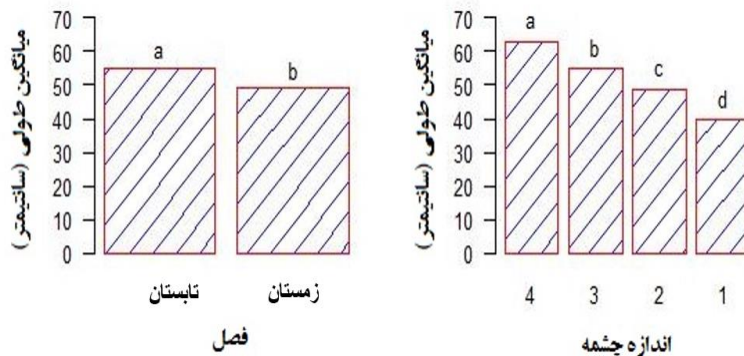 میانگین طولی (سانتیمتر)
70
60
50
40
30
20
10
0
a
b
تابستان
زمستان
فصل
میانگین طولی (سانتیمتر)
70
60
50
40
30
20
10
0
a
b
c
d
4
3
2
1
اندازه چشمه